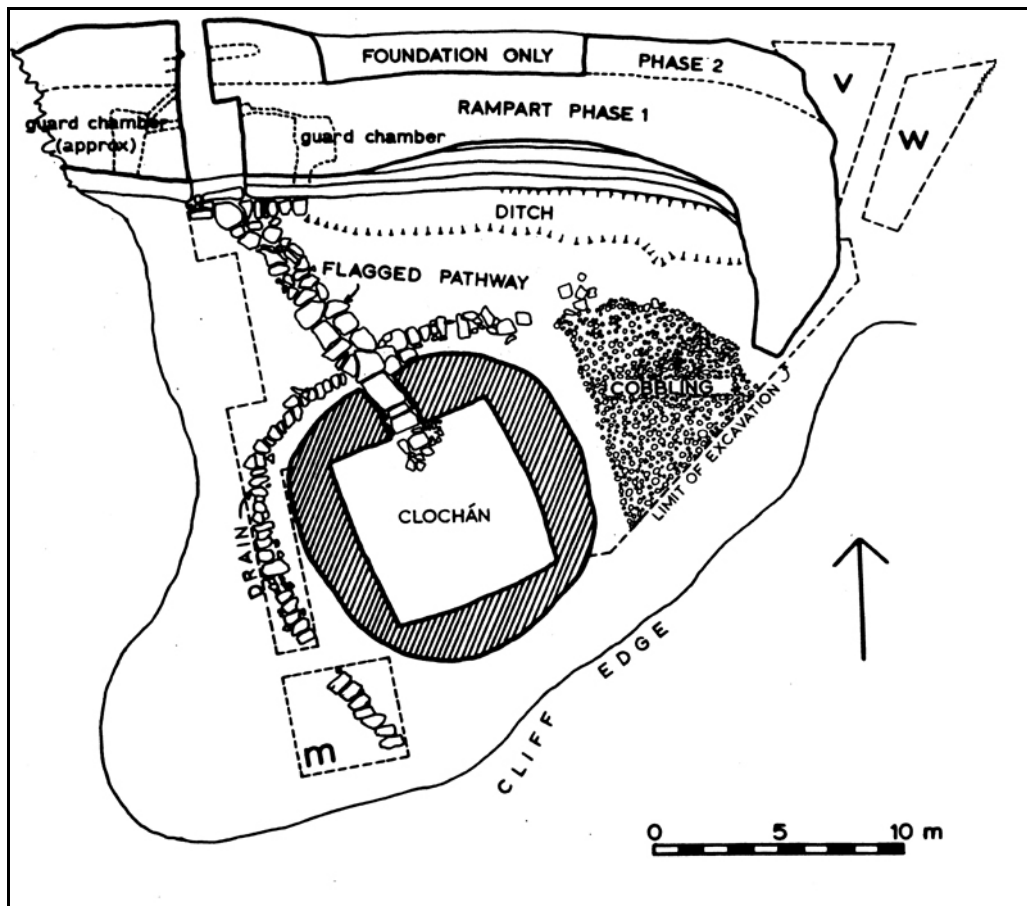 FOUNDATION ONLY
PHASE 2
V
W
RAMPART PHASE 1
guard chamber
(approx)
guard chamber
DITCH
FLAGGED PATHWAY
COBBLING
LIMIT OF EXCAVATION
CLOCHÁN
DRAIN
CLIFF EDGE
m
0 5 10 m